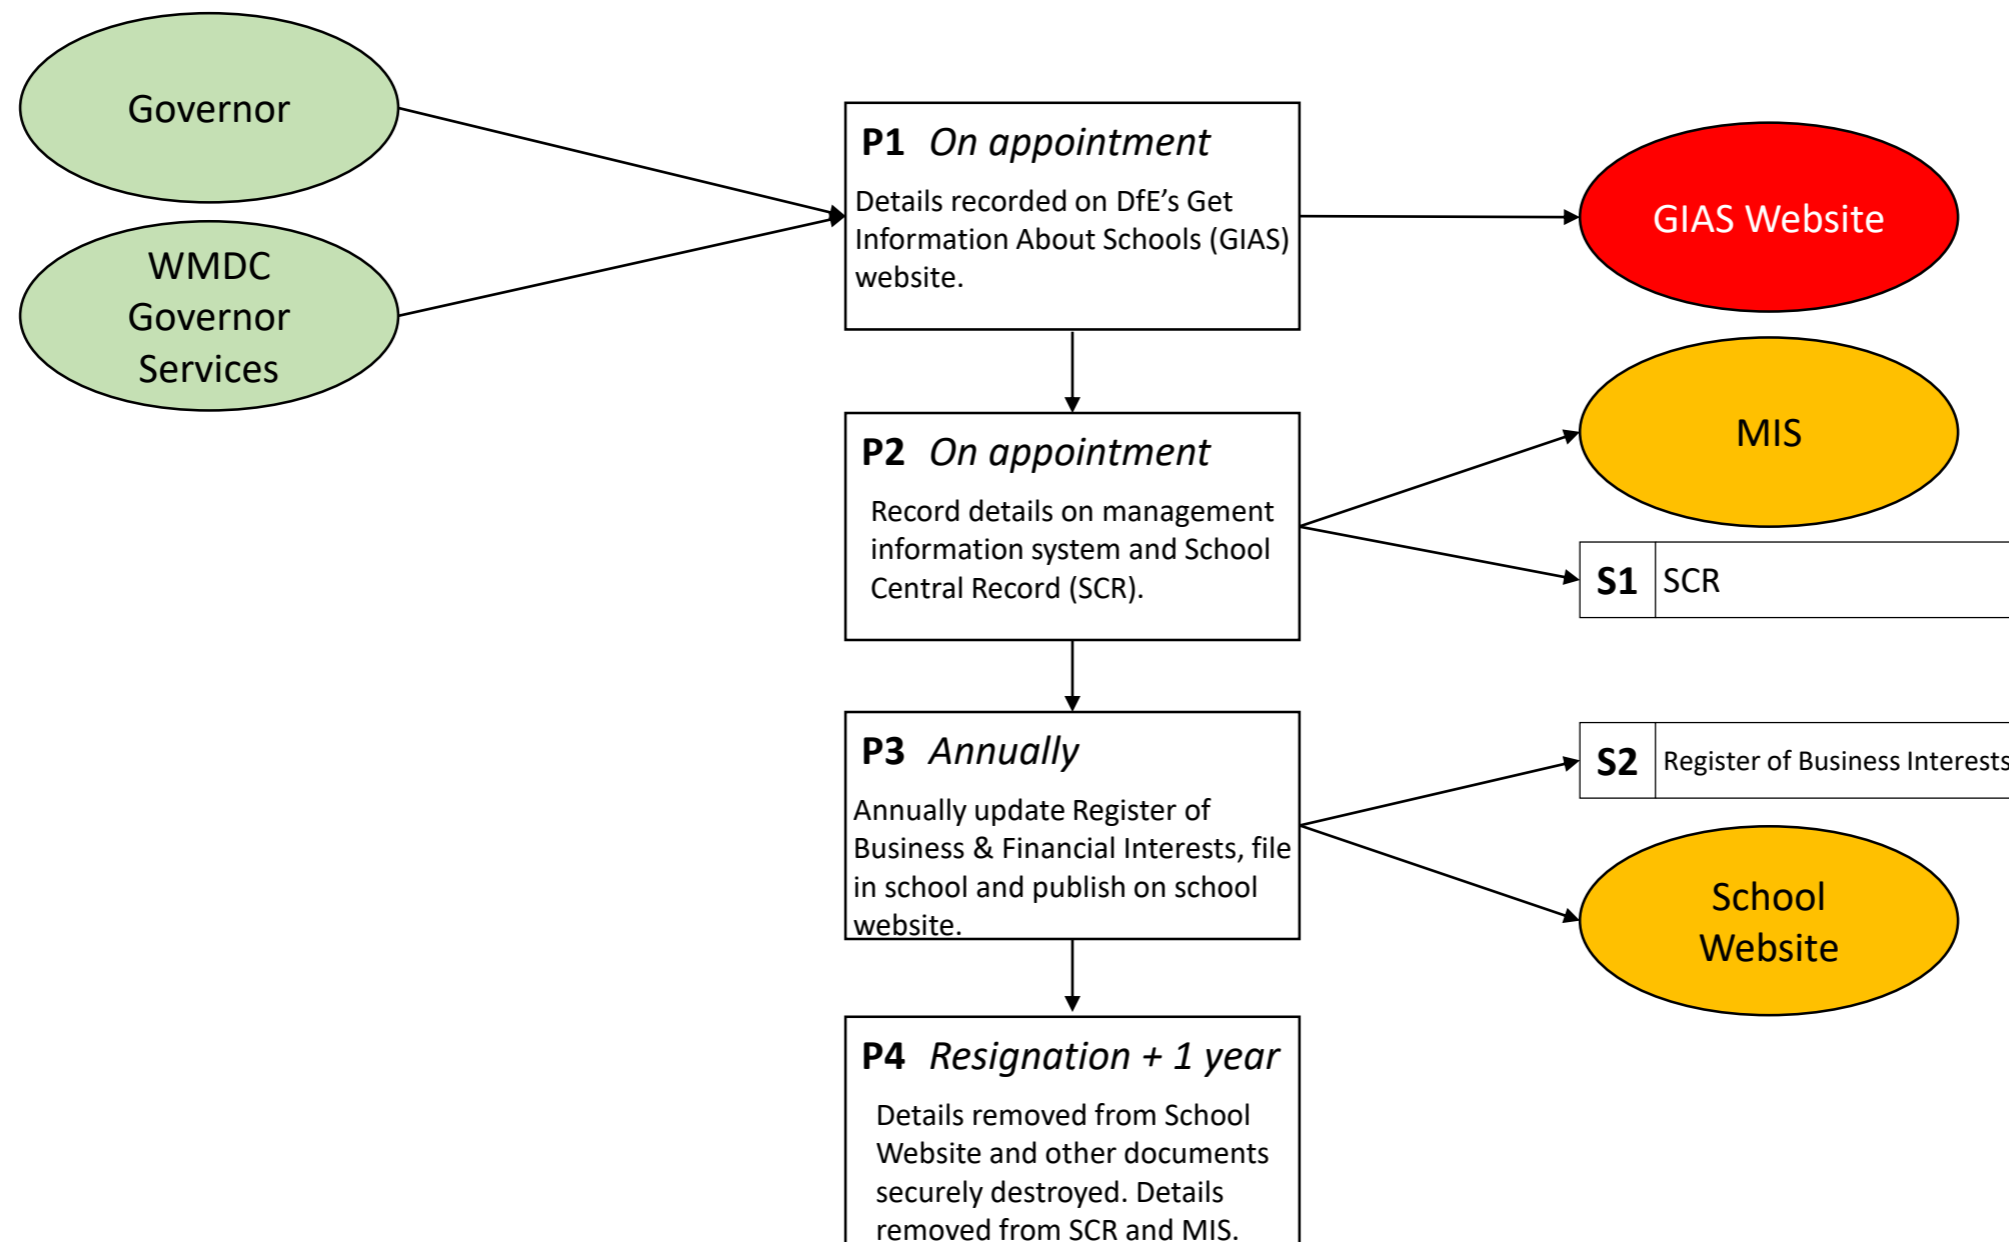 Governor
WMDC
Governor
Services
P1 On appointment
Details recorded on DfE’s Get
Information About Schools (GIAS)
website.
GIAS Website
P2 On appointment
Record details on management
information system and School
Central Record (SCR).
MIS
S1 SCR
P3 Annually
Annually update Register of
Business & Financial Interests, file
in school and publish on school
website.
S2 Register of Business Interests
School
Website
P4 Resignation + 1 year
Details removed from School
Website and other documents
securely destroyed. Details
removed from SCR and MIS.